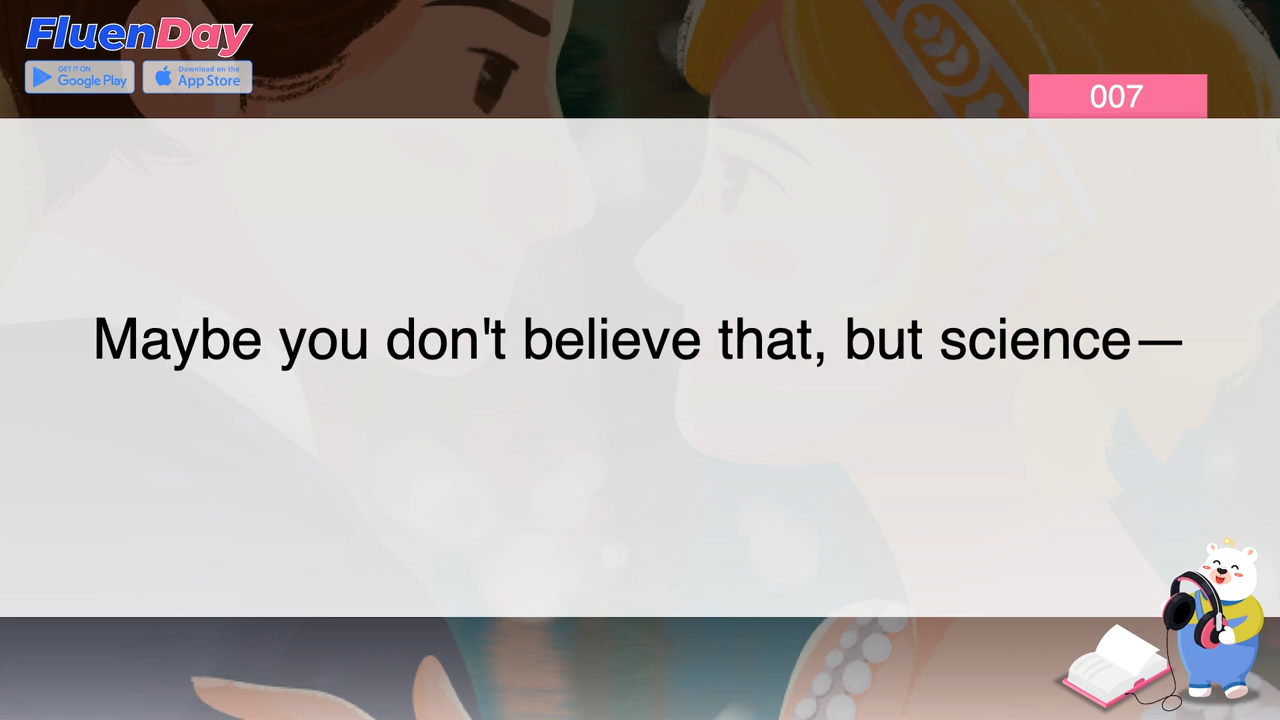 FluenDay
GET IT ON
Google Play
Download on the
App Store
007
Maybe you don't believe that, but science—